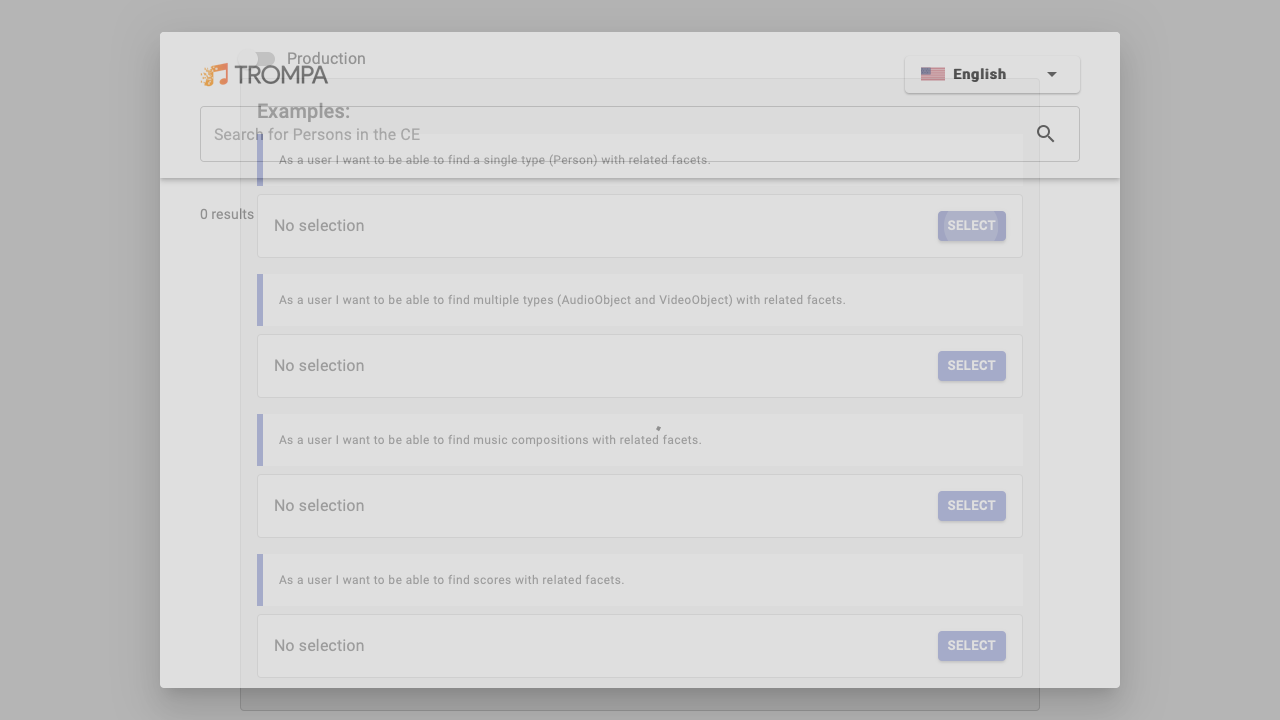 Production
TROMPA
English
Examples:
Search for Persons in the CE
As a user I want to be able to find a single type (Person) with related facets.
0 results
No selection
SELECT
As a user I want to be able to find multiple types (AudioObject and VideoObject) with related facets.
No selection
SELECT
As a user I want to be able to find music compositions with related facets.
No selection
SELECT
As a user I want to be able to find scores with related facets.
No selection
SELECT